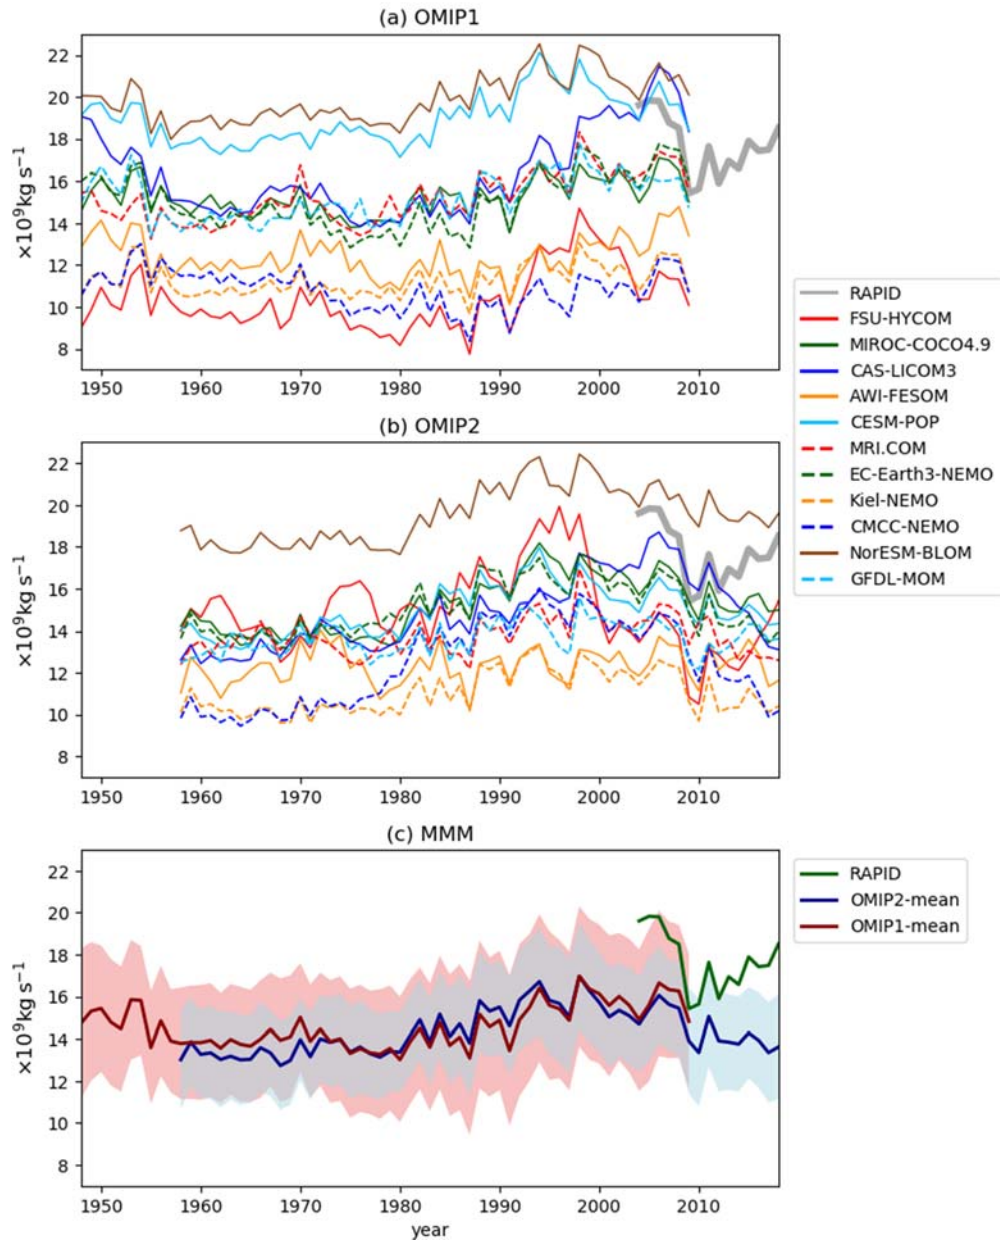 (a) OMIP1
22
20
18
16
14
12
10
8
×10⁹kg s⁻¹
1950 1960 1970 1980 1990 2000 2010
RAPID
FSU-HYCOM
MIROC-COCO4.9
CAS-LICOM3
AWI-FESOM
CESM-POP
MRI.COM
EC-Earth3-NEMO
Kiel-NEMO
CMCC-NEMO
NorESM-BLOM
GFDL-MOM
(b) OMIP2
22
20
18
16
14
12
10
8
×10⁹kg s⁻¹
1950 1960 1970 1980 1990 2000 2010
(c) MMM
22
20
18
16
14
12
10
8
×10⁹kg s⁻¹
1950 1960 1970 1980 1990 2000 2010
year
RAPID
OMIP2-mean
OMIP1-mean